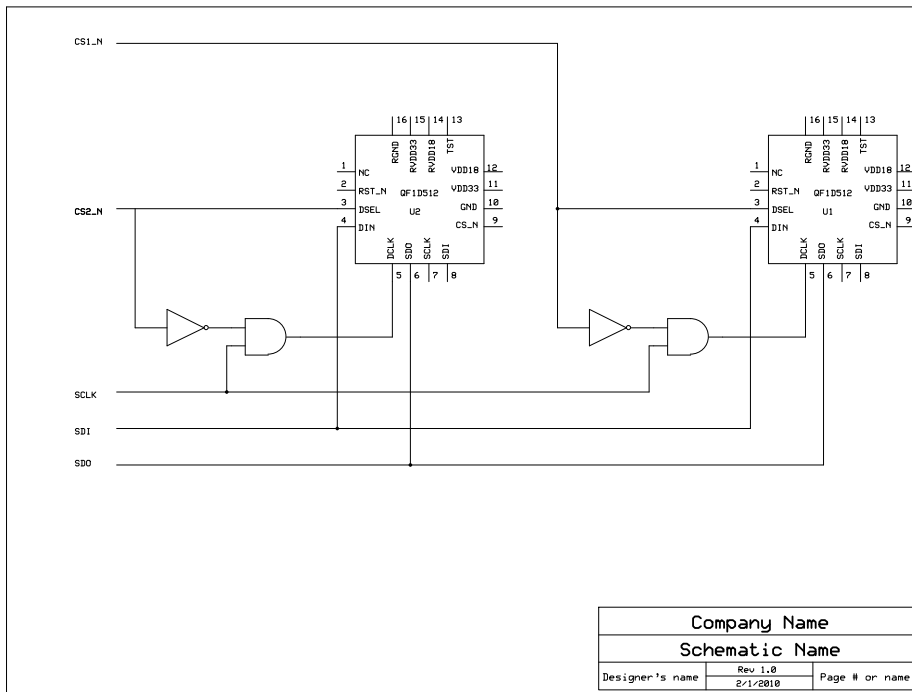 CS1_N
16 15 14 13
RGND RVDD33 RVDD18 TST
1 NC VDD18 12
2 RST_N QF1D512 VDD33 11
3 DSEL GND 10
U2
4 DIN CS_N 9
DCLK SDO SCLK SDI
5 6 7 8
16 15 14 13
RGND RVDD33 RVDD18 TST
1 NC VDD18 12
2 RST_N QF1D512 VDD33 11
3 DSEL GND 10
U1
4 DIN CS_N 9
DCLK SDO SCLK SDI
5 6 7 8
CS2_N
SCLK
SDI
SDO
Company Name
Schematic Name
Designer's name
Rev 1.0
2/1/2010
Page # or name